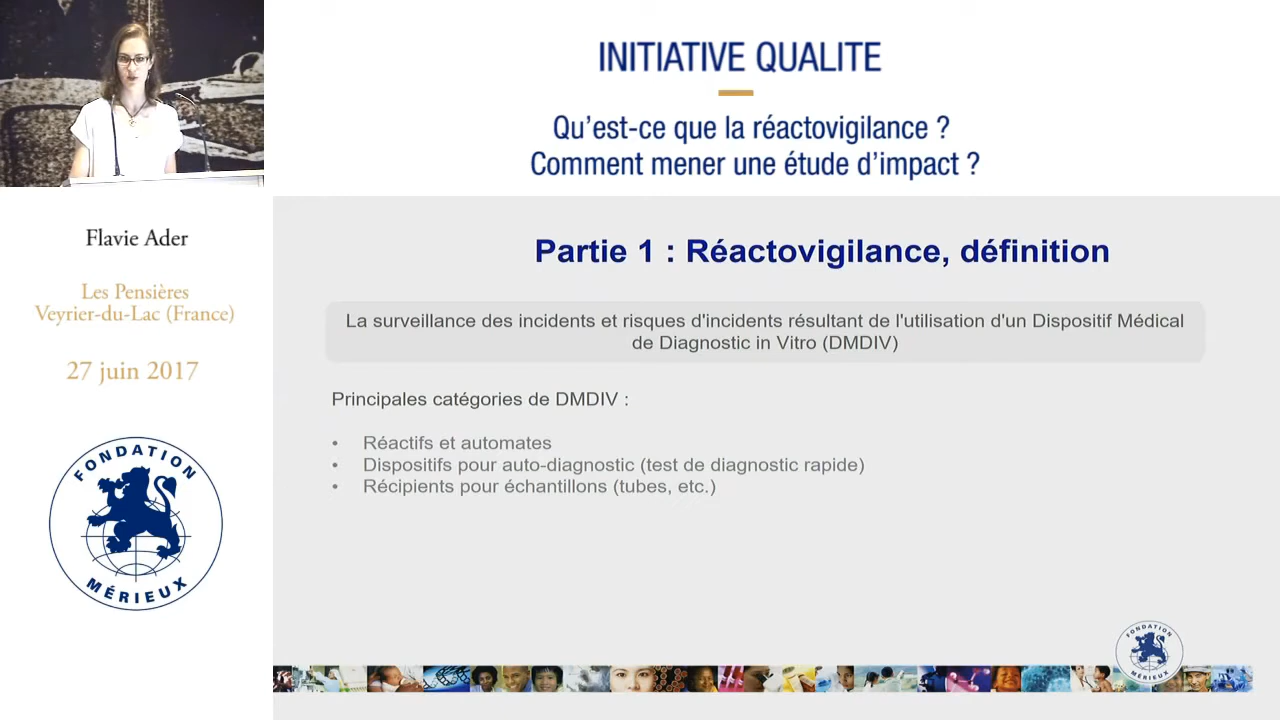 INITIATIVE QUALITE
Qu'est-ce que la réactovigilance ?
Comment mener une étude d'impact ?
Flavie Ader
Les Pensières
Veyrier-du-Lac (France)
27 juin 2017
FONDATION
MÉRIEUX
Partie 1 : Réactovigilance, définition
La surveillance des incidents et risques d'incidents résultant de l'utilisation d'un Dispositif Médical
de Diagnostic in Vitro (DMDIV)
Principales catégories de DMDIV :
• Réactifs et automates
• Dispositifs pour auto-diagnostic (test de diagnostic rapide)
• Récipients pour échantillons (tubes, etc.)
FONDATION
MÉRIEUX